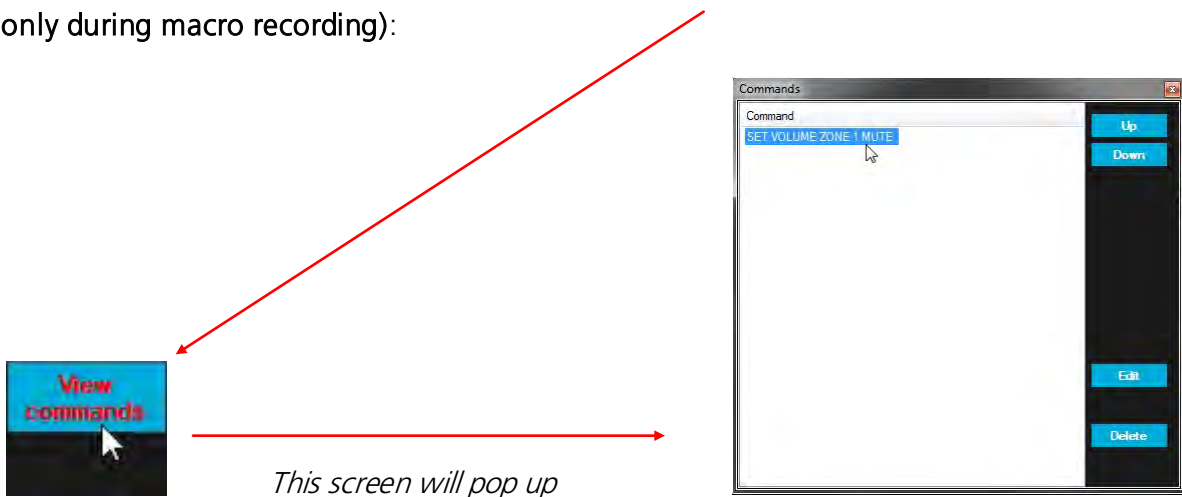 only during macro recording):
Commands
x
Command
SET VOLUME ZONE 1 MUTE
Up
Down
View
commands
Edit
Delete
This screen will pop up